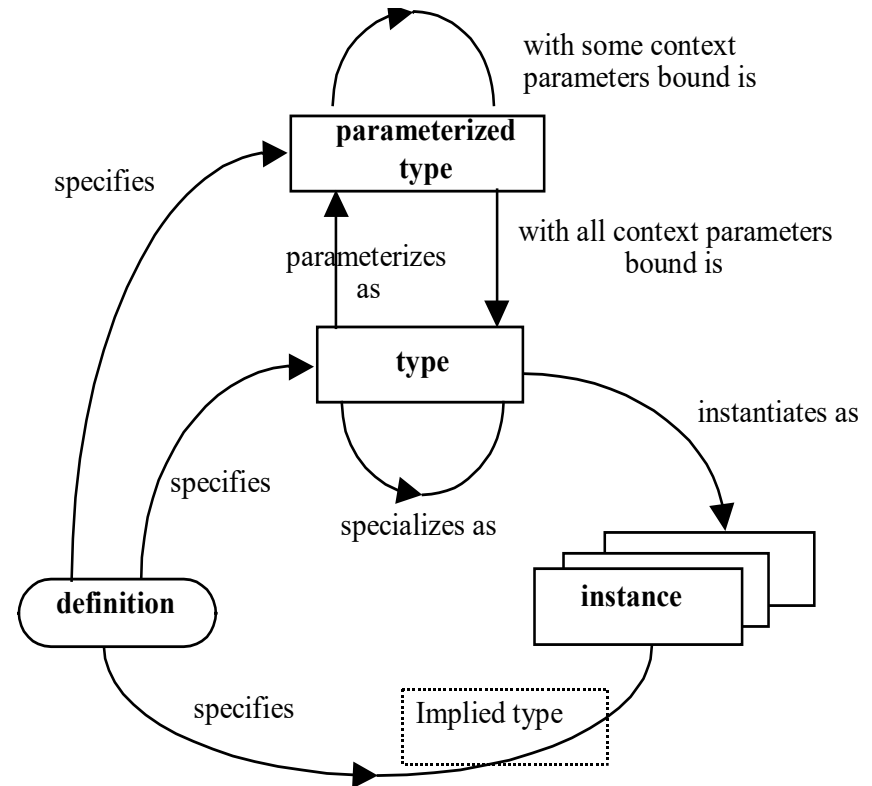 with some context
parameters bound is
parameterized
type
specifies
with all context parameters
bound is
parameterizes
as
type
instantiates as
specifies
specializes as
definition
instance
specifies
Implied type